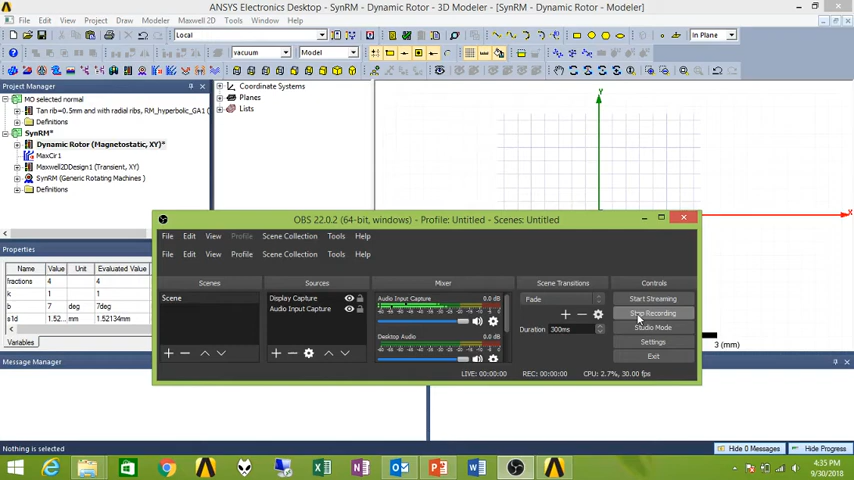 ANSYS Electronics Desktop - SynRM - Dynamic Rotor - 3D Modeler - [SynRM - Dynamic Rotor - Modeler]
File Edit View Project Draw Modeler Maxwell 2D Tools Window Help
Local
In Plane
vacuum
Model
Project Manager
MO selected normal
Tan rib=0.5mm and with radial ribs, RM_hyperbolic_GA1
Definitions
SynRM*
Dynamic Rotor (Magnetostatic, XY)*
MaxCir1
Maxwell2DDesign1 (Transient, XY)
SynRM (Generic Rotating Machines )
Definitions
Coordinate Systems
Planes
Lists
Y
X
3 (mm)
Properties
Name Value Unit Evaluated Value
fractions 4 4
k 1 1
b 7 deg 7deg
a1d 1.52... 1.52134mm
Variables
OBS 22.0.2 (64-bit, windows) - Profile: Untitled - Scenes: Untitled
File Edit View Profile Scene Collection Tools Help
File Edit View Profile Scene Collection Tools Help
Scenes
Sources
Mixer
Scene Transitions
Controls
Scene
Display Capture
Audio Input Capture
Audio Input Capture 0.0 dB
Desktop Audio 0.0 dB
Fade
Duration 300ms
Start Streaming
Stop Recording
Studio Mode
Settings
Exit
LIVE: 00:00:00 REC: 00:00:00 CPU: 2.7%, 30.00 fps
Message Manager
Nothing is selected
Hide 0 Messages
Hide Progress
4:35 PM
9/30/2018